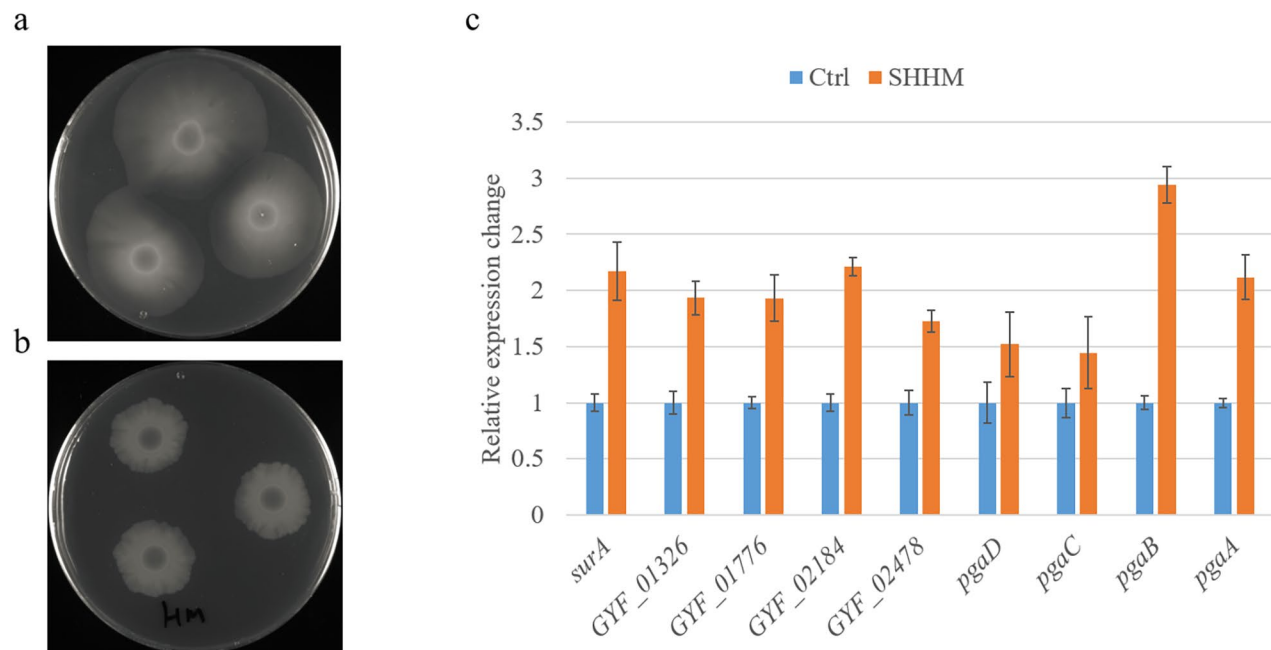 a
b
HM
c
Ctrl SHHM
Relative expression change
3.5
3
2.5
2
1.5
1
0.5
0
surA GYF_01326 GYF_01776 GYF_02184 GYF_02478 pgaD pgaC pgaB pgaA